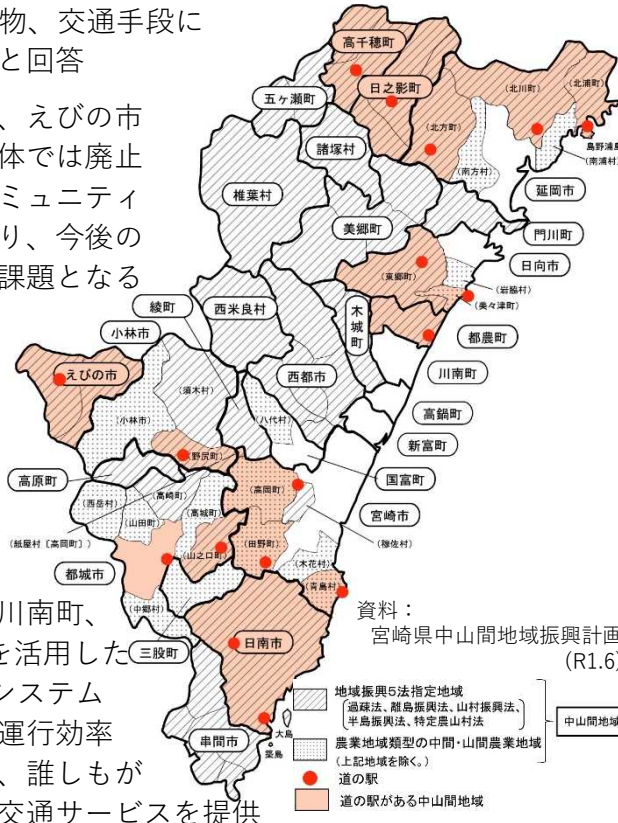 物、交通手段に
と回答
、えびの市
体では廃止
ミュニティ
り、今後の
課題となる
高千穂町
日之影町
(北川町)
(北浦町)
五ヶ瀬町
(北方町)
島野浦島
諸塚村
(南方村)
(南浦村)
延岡市
椎葉村
美郷町
門川町
日向市
(東郷町)
(岩脇村)
(美々津町)
綾町
西米良村
木城町
小林市
都農町
えびの市
(須木村)
西都市
川南町
(小林市)
(八代村)
高鍋町
新富町
(野尻町)
国富町
高原町
(高岡町)
宮崎市
(西岳村)
(高崎町)
(高城町)
(穆佐村)
(山田町)
(紙屋村〔高岡町〕)
(山之口町)
(田野町)
(木花村)
都城市
(青島村)
(中郷村)
三股町
日南市
大島
築島
串間市
川南町、
を活用した
システム
運行効率
、誰しもが
交通サービスを提供
資料：
宮崎県中山間地域振興計画
(R1.6)
地域振興5法指定地域
過疎法、離島振興法、山村振興法、
半島振興法、特定農山村法
農業地域類型の中間・山間農業地域
(上記地域を除く。)
中山間地域
道の駅
道の駅がある中山間地域